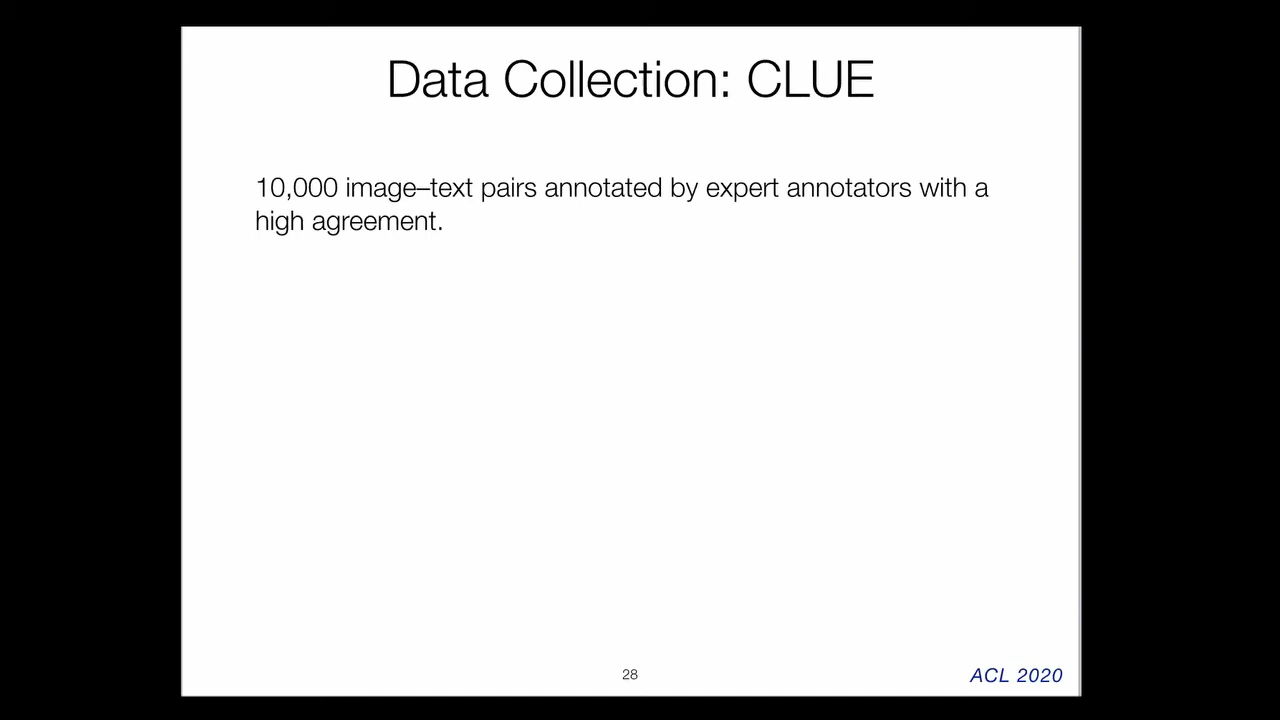 Data Collection: CLUE
10,000 image–text pairs annotated by expert annotators with a
high agreement.
28
ACL 2020